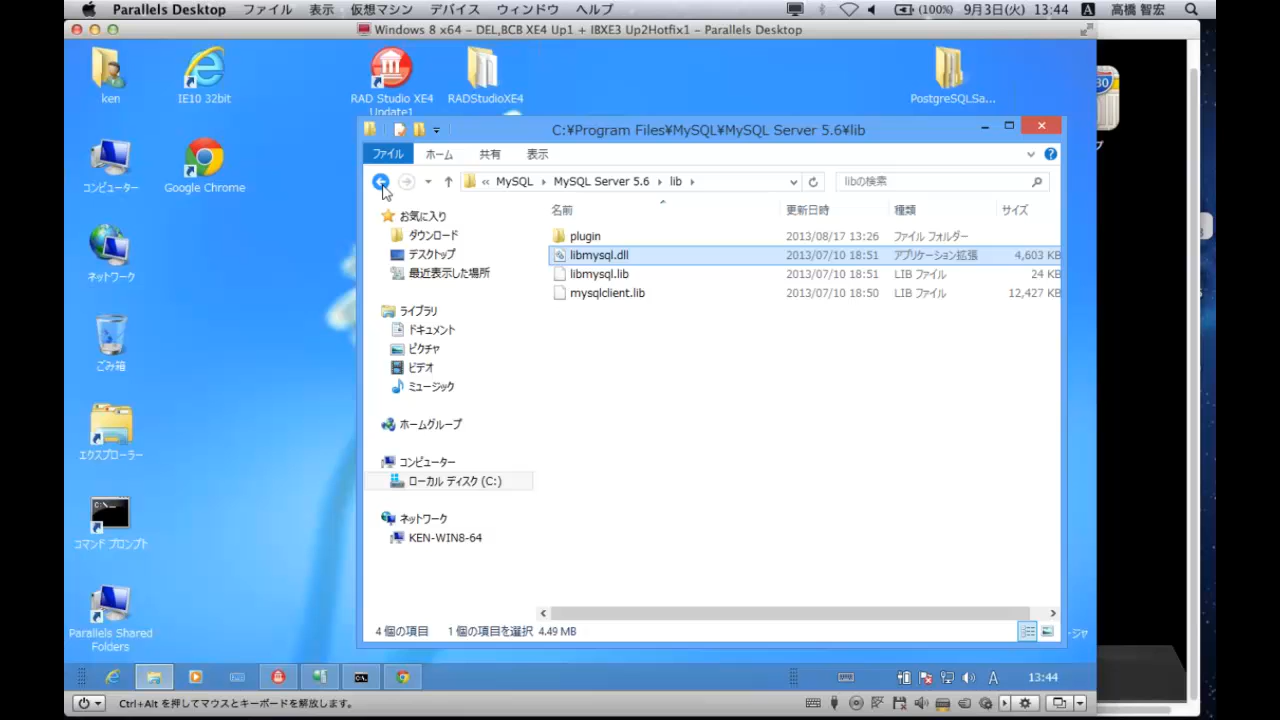 Parallels Desktop ファイル 表示 仮想マシン デバイス ウィンドウ ヘルプ (100%) 9月3日(火) 13:44 A 高橋 智宏
Windows 8 x64 – DEL,BCB XE4 Up1 + IBXE3 Up2Hotfix1 – Parallels Desktop
ken
IE10 32bit
RAD Studio XE4
Update1
RADStudioXE4
PostgreSQLSa...
コンピューター
Google Chrome
ネットワーク
ごみ箱
エクスプローラー
コマンド プロンプト
Parallels Shared
Folders
C:¥Program Files¥MySQL¥MySQL Server 5.6¥lib
ファイル ホーム 共有 表示
« MySQL MySQL Server 5.6 lib
libの検索
お気に入り
ダウンロード
デスクトップ
最近表示した場所
ライブラリ
ドキュメント
ピクチャ
ビデオ
ミュージック
ホームグループ
コンピューター
ローカル ディスク (C:)
ネットワーク
KEN-WIN8-64
名前 更新日時 種類 サイズ
plugin 2013/08/17 13:26 ファイル フォルダー
libmysql.dll 2013/07/10 18:51 アプリケーション拡張 4,603 KB
libmysql.lib 2013/07/10 18:51 LIB ファイル 24 KB
mysqlclient.lib 2013/07/10 18:50 LIB ファイル 12,427 KB
4 個の項目 1 個の項目を選択 4.49 MB
A 13:44
Ctrl+Alt を押してマウスとキーボードを解放します。